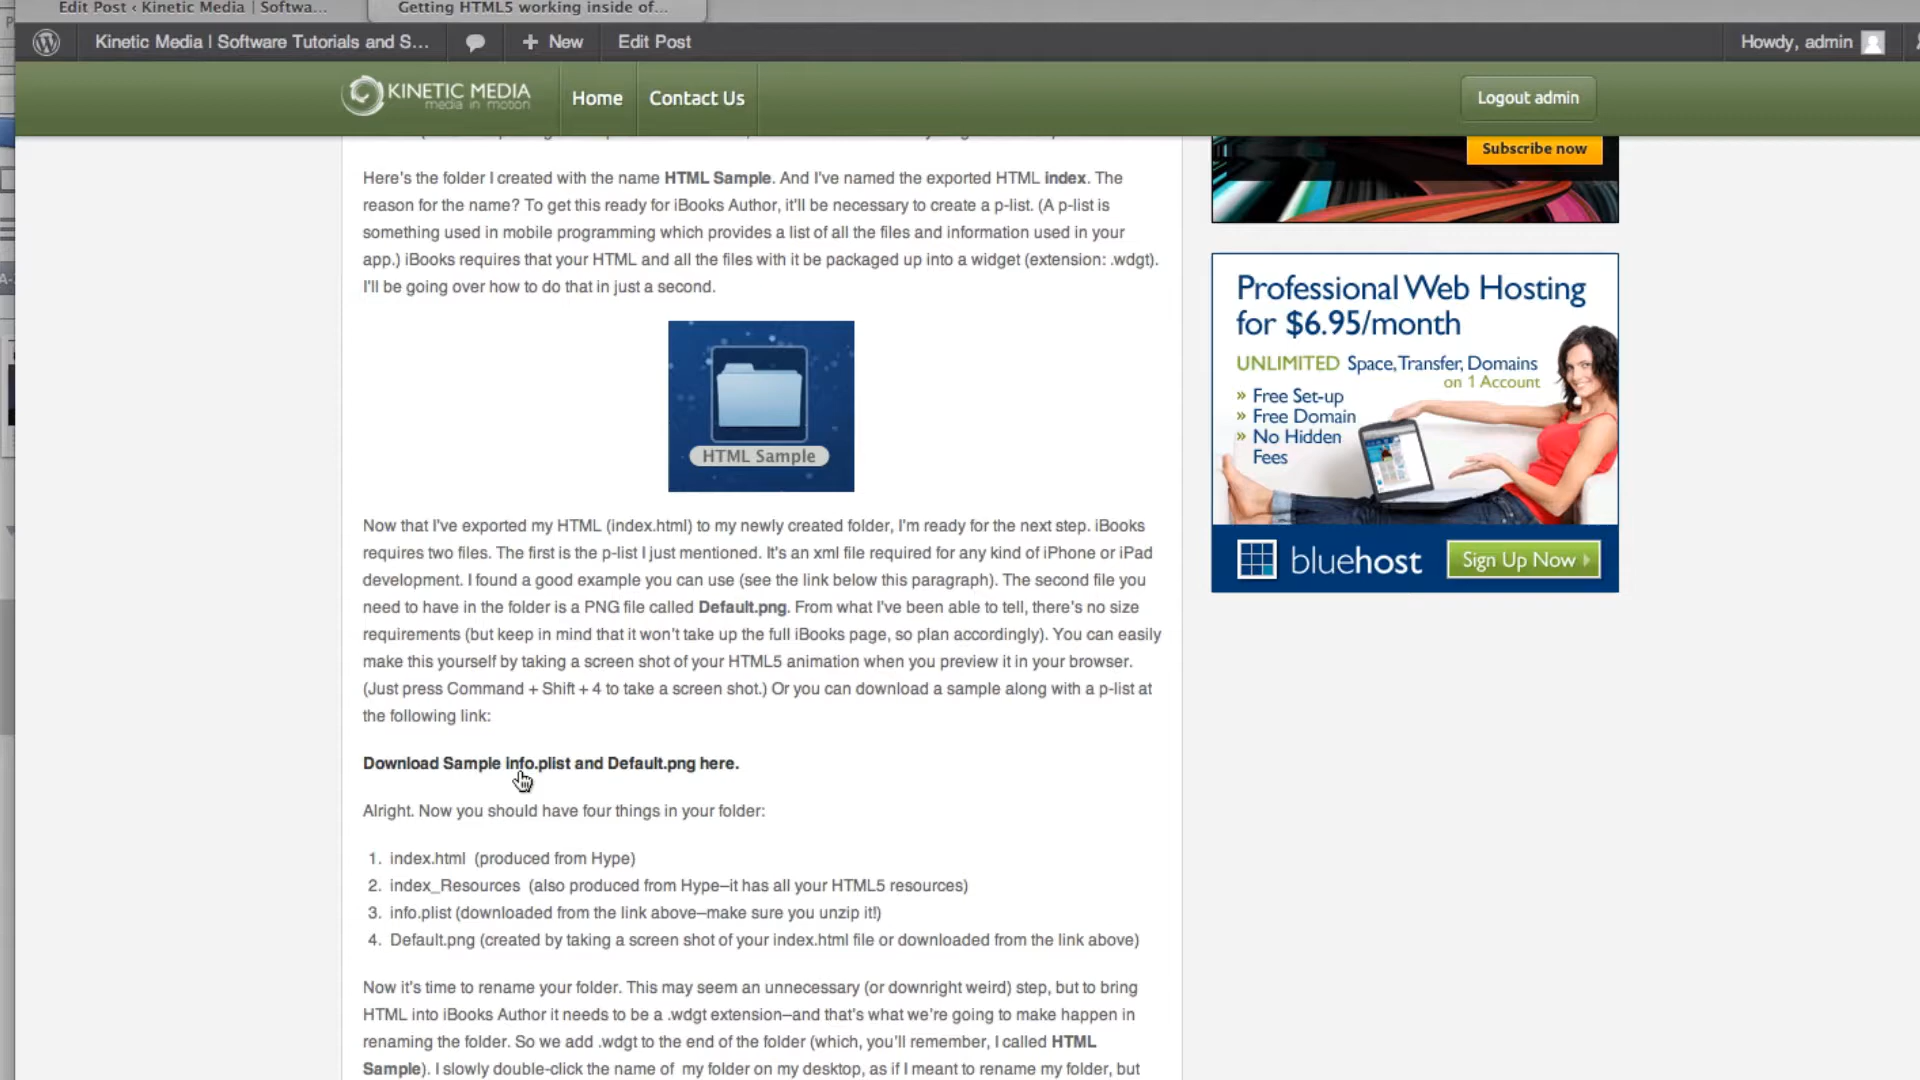 Edit Post ‹ Kinetic Media | Softwa...
Getting HTML5 working inside of...
Kinetic Media | Software Tutorials and S...
+ New
Edit Post
Howdy, admin
KINETIC MEDIA
media in motion
Home
Contact Us
Logout admin
Here's the folder I created with the name HTML Sample. And I've named the exported HTML index. The
reason for the name? To get this ready for iBooks Author, it'll be necessary to create a p-list. (A p-list is
something used in mobile programming which provides a list of all the files and information used in your
app.) iBooks requires that your HTML and all the files with it be packaged up into a widget (extension: .wdgt).
I'll be going over how to do that in just a second.
HTML Sample
Now that I've exported my HTML (index.html) to my newly created folder, I'm ready for the next step. iBooks
requires two files. The first is the p-list I just mentioned. It's an xml file required for any kind of iPhone or iPad
development. I found a good example you can use (see the link below this paragraph). The second file you
need to have in the folder is a PNG file called Default.png. From what I've been able to tell, there's no size
requirements (but keep in mind that it won't take up the full iBooks page, so plan accordingly). You can easily
make this yourself by taking a screen shot of your HTML5 animation when you preview it in your browser.
(Just press Command + Shift + 4 to take a screen shot.) Or you can download a sample along with a p-list at
the following link:
Download Sample info.plist and Default.png here.
Alright. Now you should have four things in your folder:
1. index.html (produced from Hype)
2. index_Resources (also produced from Hype–it has all your HTML5 resources)
3. info.plist (downloaded from the link above–make sure you unzip it!)
4. Default.png (created by taking a screen shot of your index.html file or downloaded from the link above)
Now it's time to rename your folder. This may seem an unnecessary (or downright weird) step, but to bring
HTML into iBooks Author it needs to be a .wdgt extension–and that's what we're going to make happen in
renaming the folder. So we add .wdgt to the end of the folder (which, you'll remember, I called HTML
Sample). I slowly double-click the name of my folder on my desktop, as if I meant to rename my folder, but
Subscribe now
Professional Web Hosting
for $6.95/month
UNLIMITED Space, Transfer, Domains
on 1 Account
» Free Set-up
» Free Domain
» No Hidden
Fees
bluehost
Sign Up Now